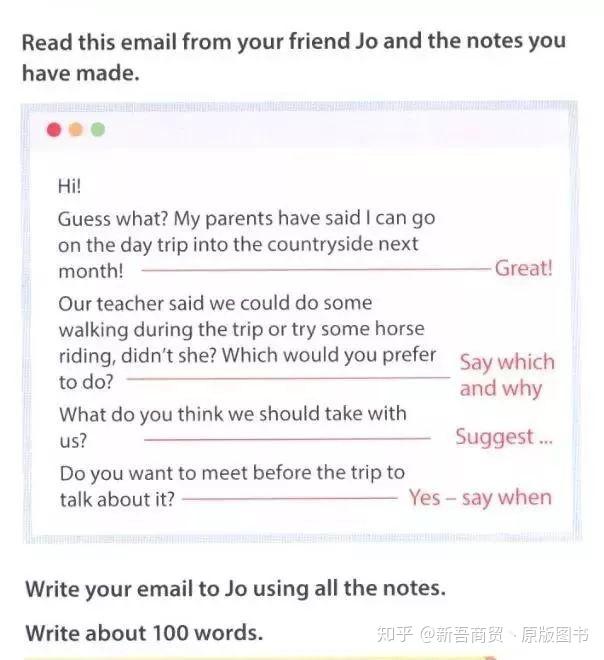 Read this email from your friend Jo and the notes you
have made.
Hi!
Guess what? My parents have said I can go
on the day trip into the countryside next
month!
Great!
Our teacher said we could do some
walking during the trip or try some horse
riding, didn't she? Which would you prefer
to do?
Say which
and why
What do you think we should take with
us?
Suggest ...
Do you want to meet before the trip to
talk about it?
Yes – say when
Write your email to Jo using all the notes.
Write about 100 words.
知乎 @新吾商贸丶原版图书